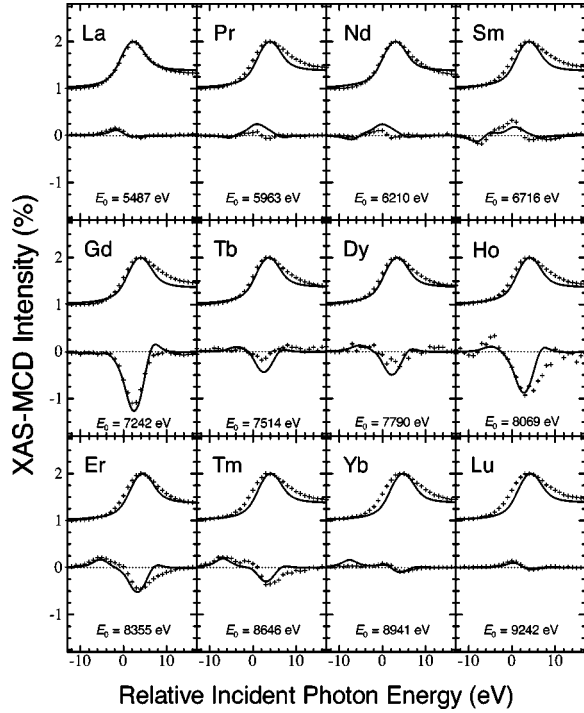 La Pr Nd Sm
2
1
0
-1
E₀ = 5487 eV E₀ = 5963 eV E₀ = 6210 eV E₀ = 6716 eV
XAS-MCD Intensity (%)
Gd Tb Dy Ho
2
1
0
-1
E₀ = 7242 eV E₀ = 7514 eV E₀ = 7790 eV E₀ = 8069 eV
Er Tm Yb Lu
2
1
0
-1
E₀ = 8355 eV E₀ = 8646 eV E₀ = 8941 eV E₀ = 9242 eV
-10 0 10 -10 0 10 -10 0 10 -10 0 10
Relative Incident Photon Energy (eV)